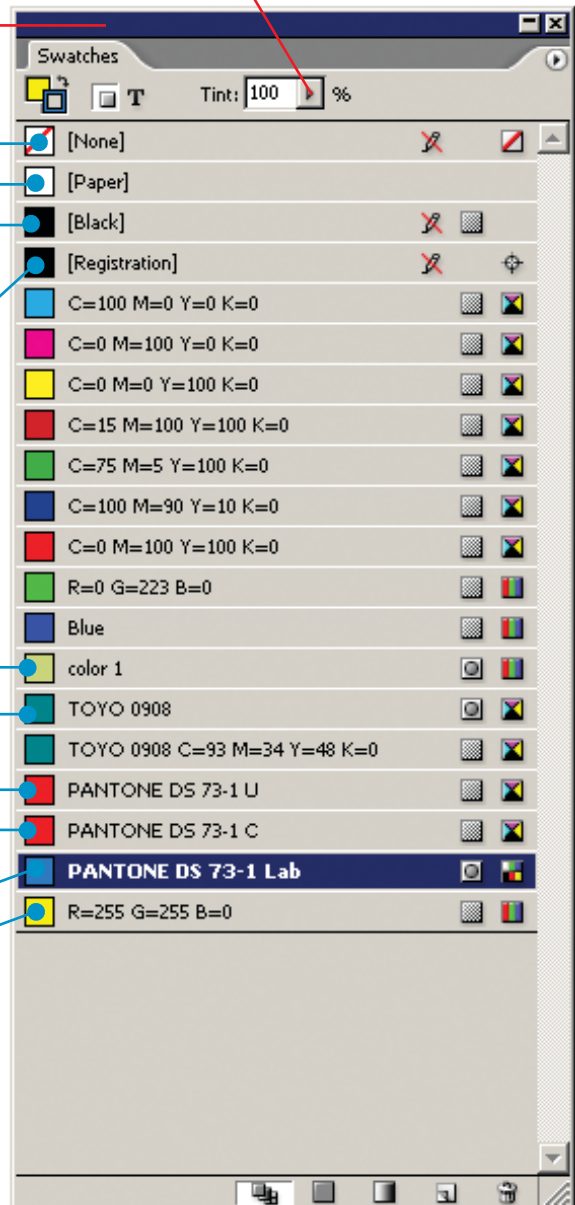 Swatches
T Tint: 100 %
[None]
[Paper]
[Black]
[Registration]
C=100 M=0 Y=0 K=0
C=0 M=100 Y=0 K=0
C=0 M=0 Y=100 K=0
C=15 M=100 Y=100 K=0
C=75 M=5 Y=100 K=0
C=100 M=90 Y=10 K=0
C=0 M=100 Y=100 K=0
R=0 G=223 B=0
Blue
color 1
TOYO 0908
TOYO 0908 C=93 M=34 Y=48 K=0
PANTONE DS 73-1 U
PANTONE DS 73-1 C
PANTONE DS 73-1 Lab
R=255 G=255 B=0